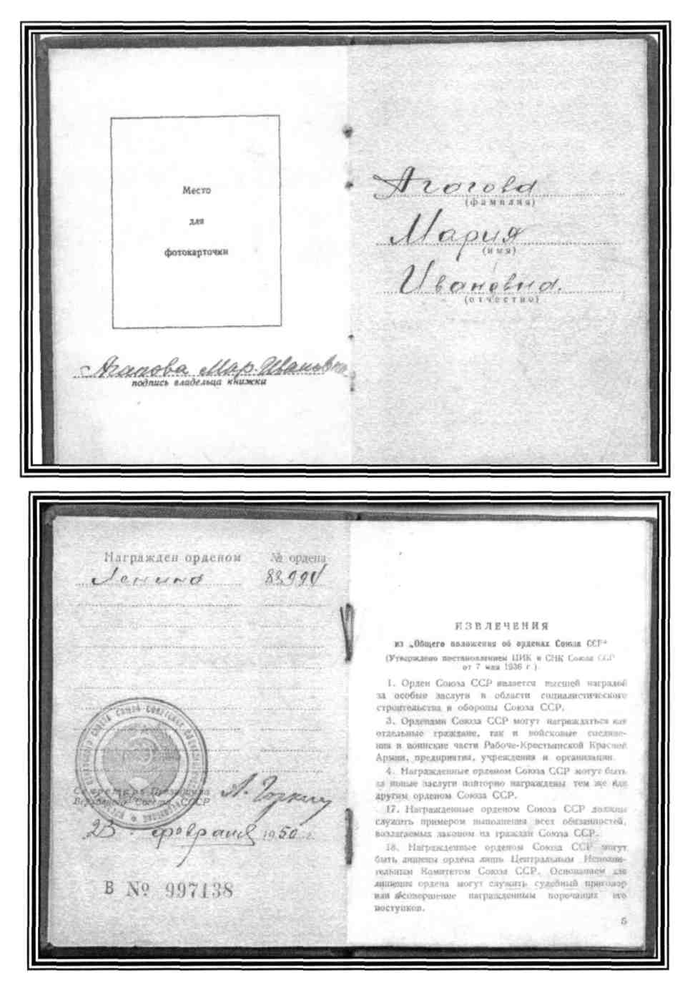 Место
для
фотокарточки
Агапова Мар. Ивановна
подпись владельца книжки
Агогова
(фамилия)
Мария
(имя)
Ивановна.
(отчество)
Награжден орденом № ордена
Ленина
Секретарь Президиума
Верховного Совета СССР
А. Горкин
23 февраля 1950 г.
В № 997138
ИЗВЛЕЧЕНИЯ
из „Общего положения об орденах Союза ССР“
(Утверждено постановлением ЦИК и СНК Союза ССР
от 7 мая 1936 г.).
1. Орден Союза ССР является высшей наградой
за особые заслуги в области социалистического
строительства и обороны Союза ССР.
3. Орденами Союза ССР могут награждаться как
отдельные граждане, так и войсковые соедине-
ния и воинские части Рабоче-Крестьянской Красной
Армии, предприятия, учреждения и организации.
4. Награжденные орденом Союза ССР могут быть
за новые заслуги повторно награждены тем же или
другим орденом Союза ССР.
17. Награжденные орденом Союза ССР должны
служить примером выполнения всех обязанностей,
возлагаемых законом на граждан Союза ССР.
18. Награжденные орденом Союза ССР могут
быть лишены ордена лишь Центральным Исполни-
тельным Комитетом Союза ССР. Основанием для
лишения ордена могут служить судебный приговор
или совершение награжденным порочащих его
поступков.
5